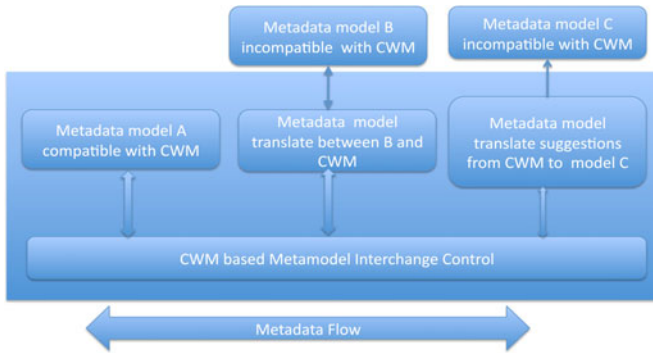 Metadata model B
incompatible with CWM
Metadata model C
incompatible with CWM
Metadata model A
compatible with CWM
Metadata model
translate between B and
CWM
Metadata model
translate suggestions
from CWM to model C
CWM based Metamodel Interchange Control
Metadata Flow